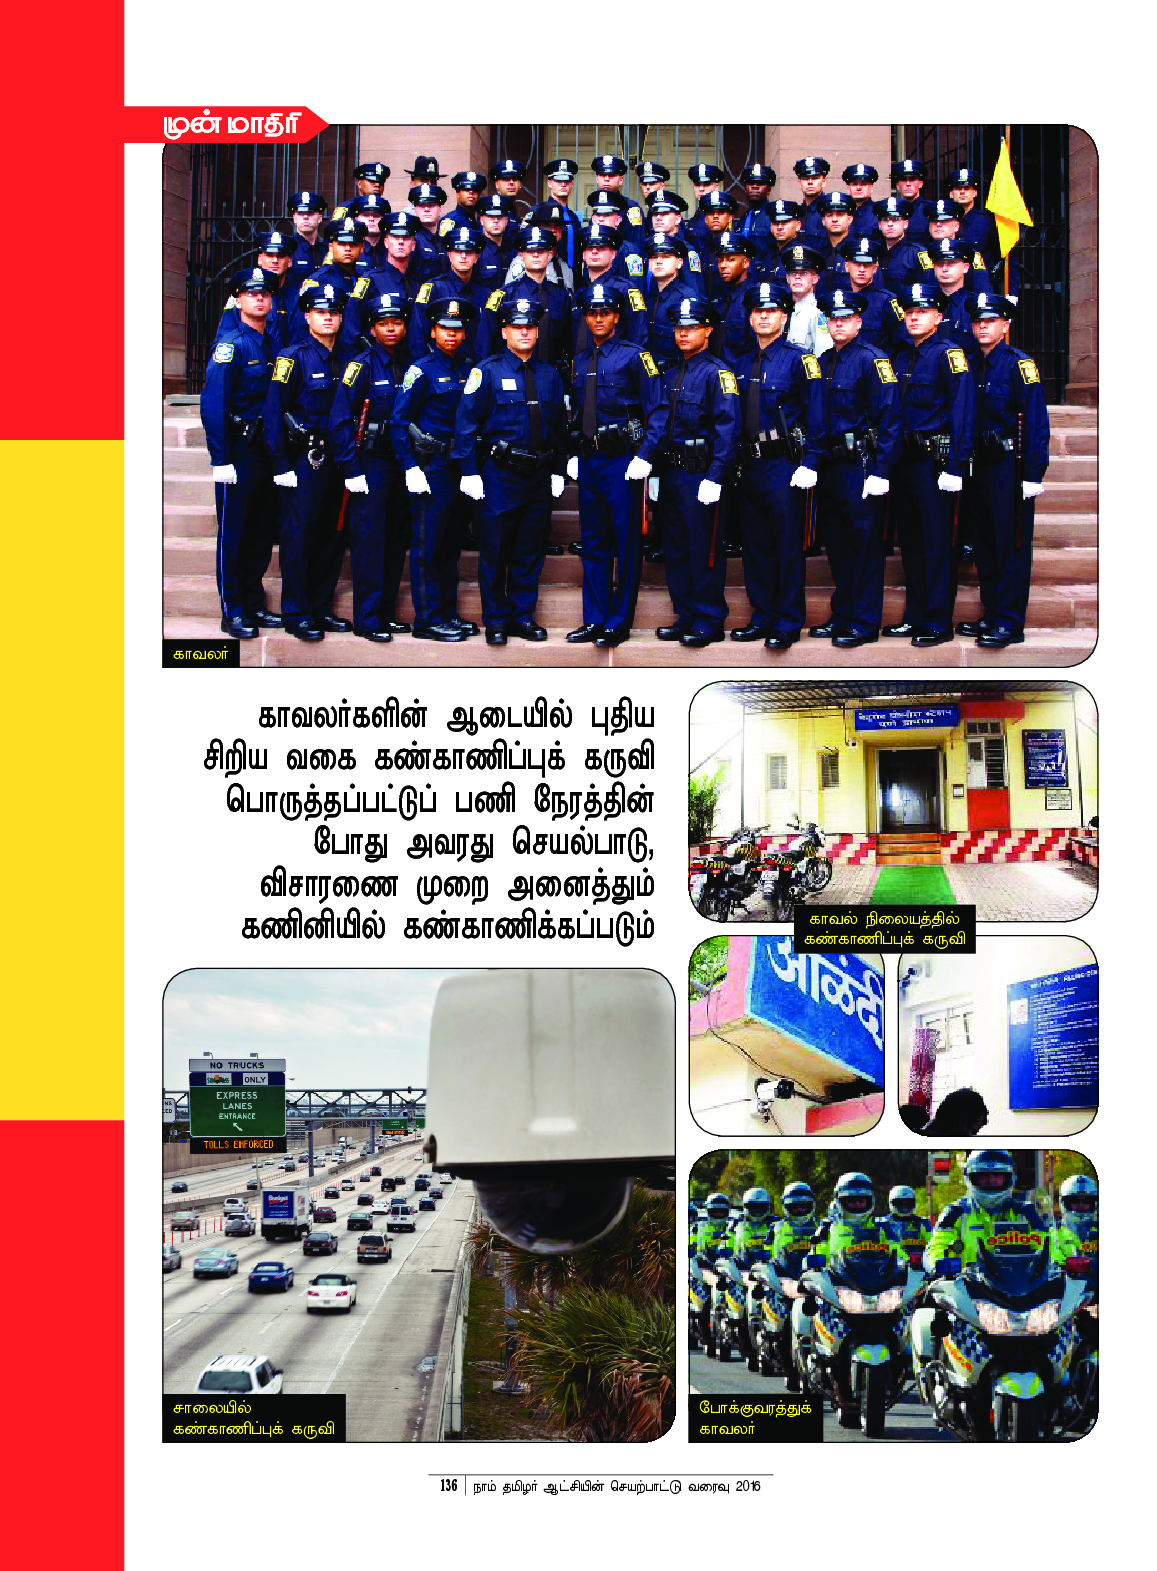 முன் மாதிரி
காவலர்
காவலர்களின் ஆடையில் புதிய
சிறிய வகை கண்காணிப்புக் கருவி
பொருத்தப்பட்டுப் பணி நேரத்தின்
போது அவரது செயல்பாடு,
விசாரணை முறை அனைத்தும்
கணினியில் கண்காணிக்கப்படும்
காவல் நிலையத்தில்
கண்காணிப்புக் கருவி
आळंदी
NO TRUCKS
ONLY
EXPRESS
LANES
ENTRANCE
TOLLS ENFORCED
Budget
சாலையில்
கண்காணிப்புக் கருவி
போக்குவரத்துக்
காவலர்
136 நாம் தமிழர் ஆட்சியின் செயற்பாட்டு வரைவு 2016